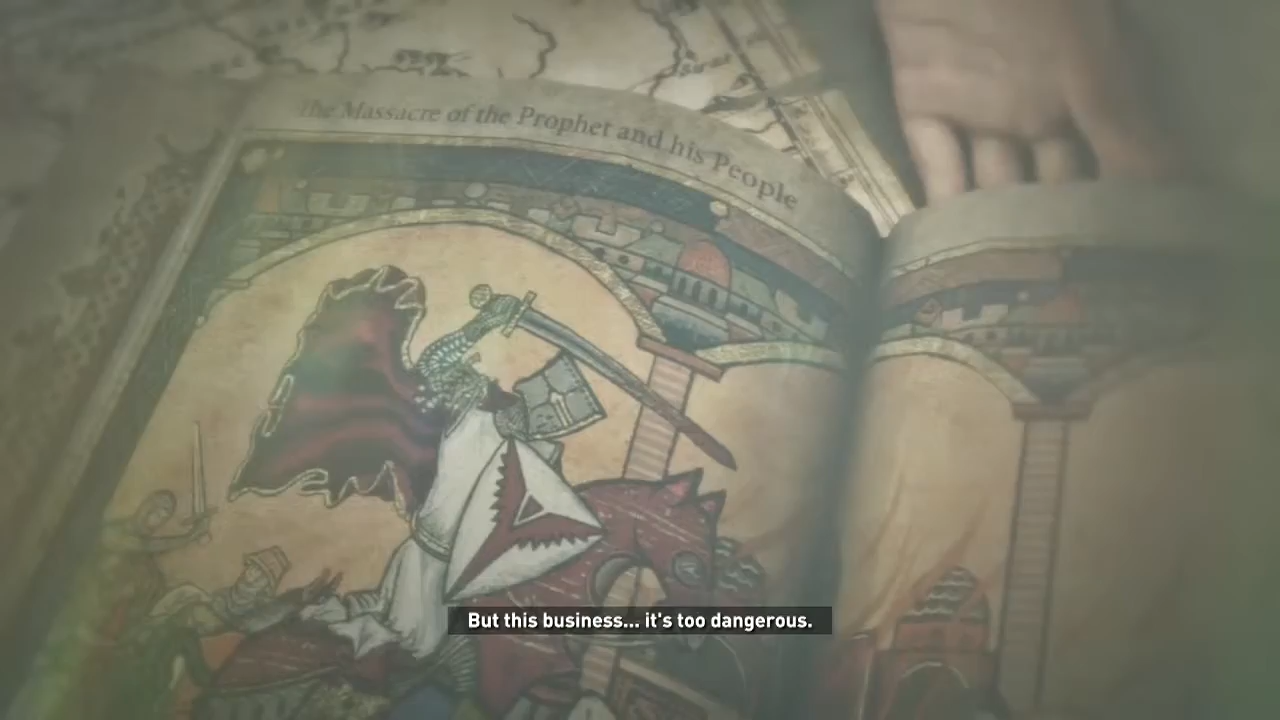 The Massacre of the Prophet and his People
But this business... it's too dangerous.